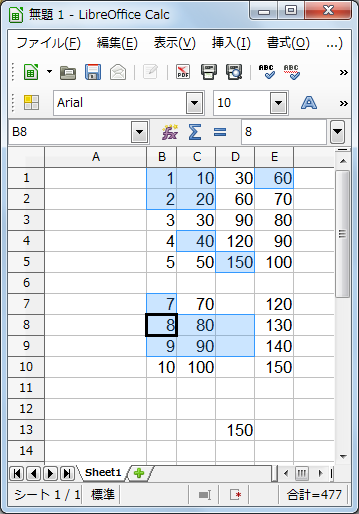 無題 1 - LibreOffice Calc
ファイル(F) 編集(E) 表示(V) 挿入(I) 書式(O) ...
PDF ABC ABC
Arial 10 A
B8 8
A B C D E
1 1 10 30 60
2 2 20 60 70
3 3 30 90 80
4 4 40 120 90
5 5 50 150 100
6
7 7 70 120
8 8 80 130
9 9 90 140
10 10 100 150
11
12
13 150
14
Sheet1
シート 1 / 1 標準 合計=477